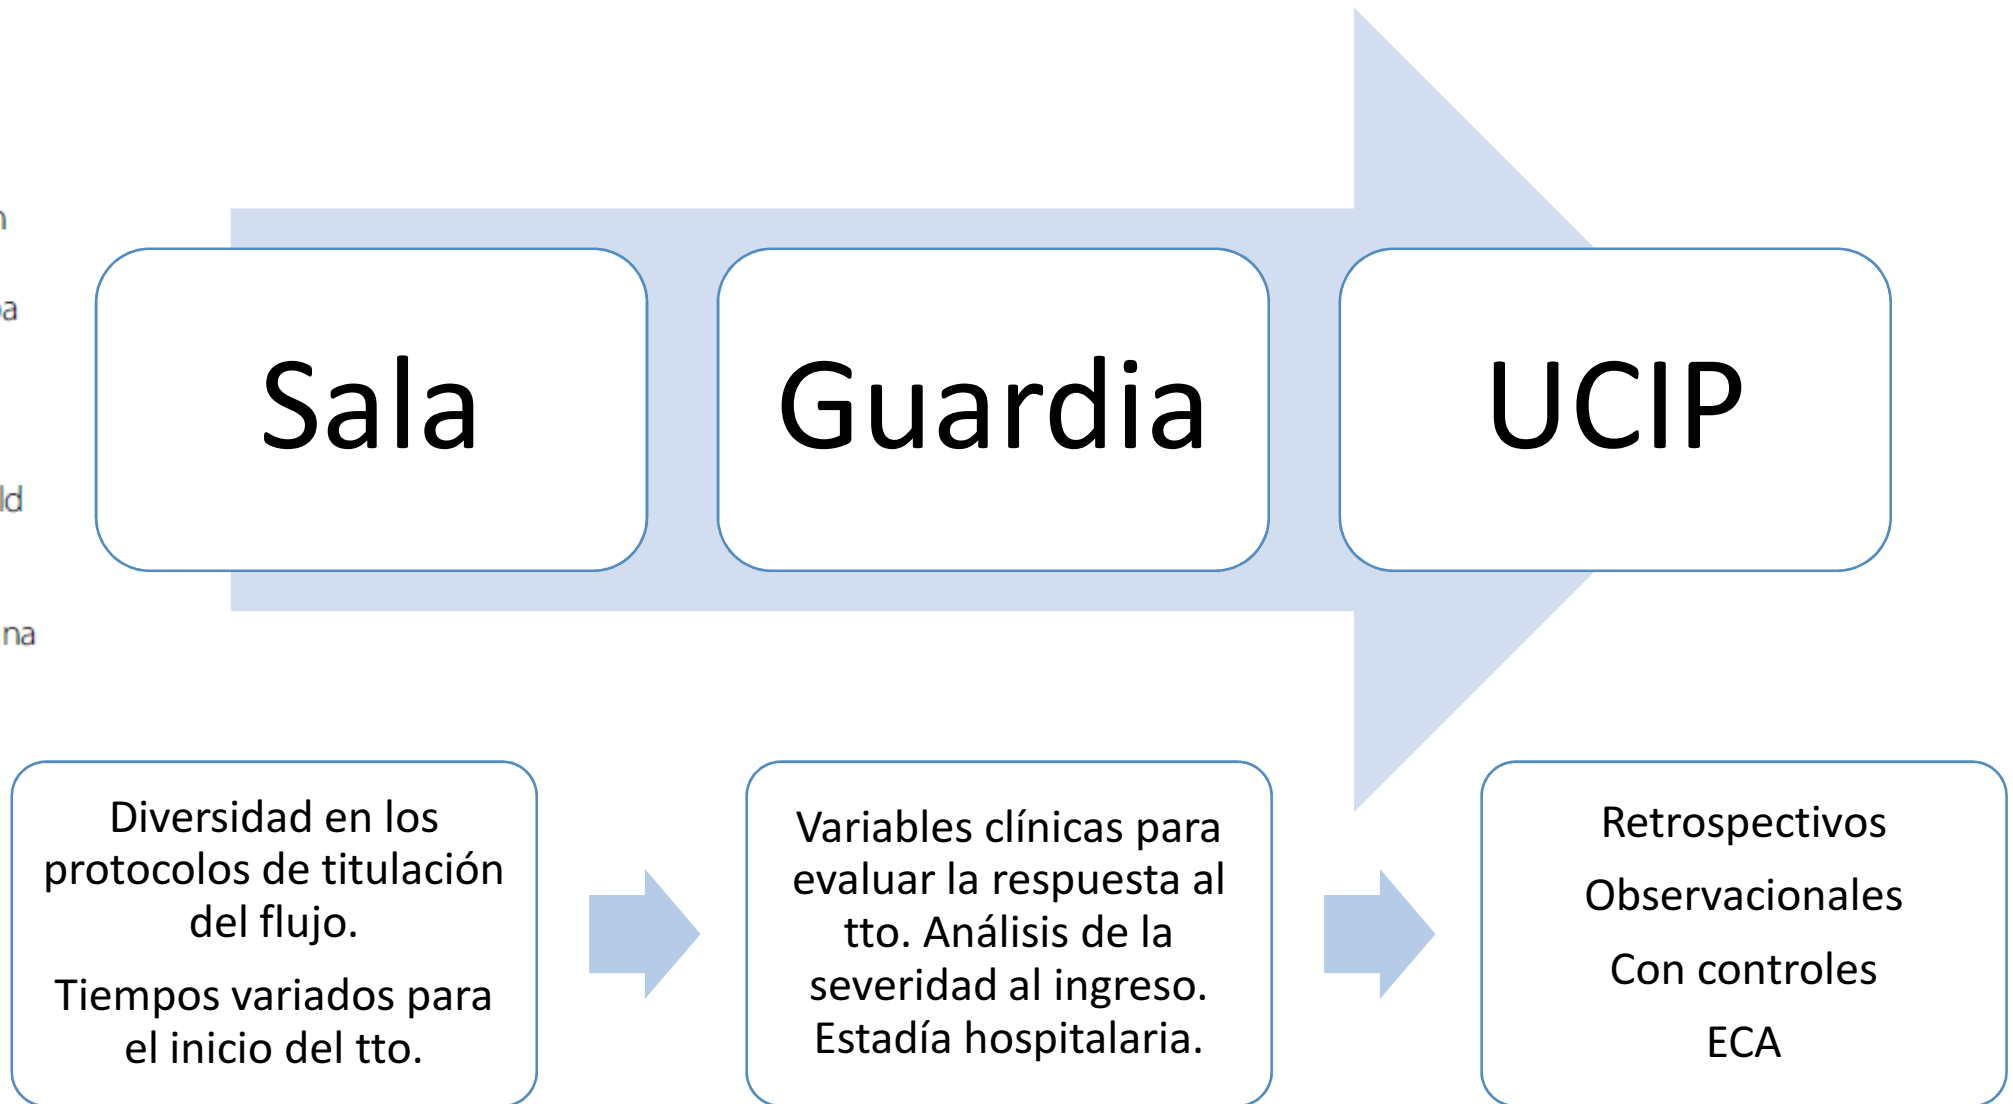 Sala
Guardia
UCIP
Diversidad en los
protocolos de titulación
del flujo.
Tiempos variados para
el inicio del tto.
Variables clínicas para
evaluar la respuesta al
tto. Análisis de la
severidad al ingreso.
Estadía hospitalaria.
Retrospectivos
Observacionales
Con controles
ECA